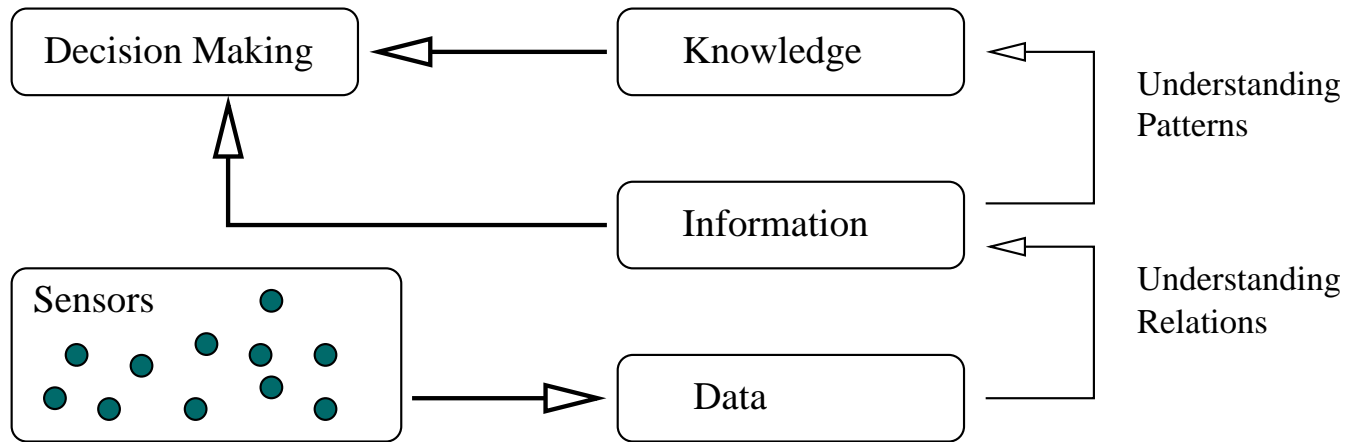 Decision Making
Knowledge
Understanding
Patterns
Information
Sensors
Understanding
Relations
Data